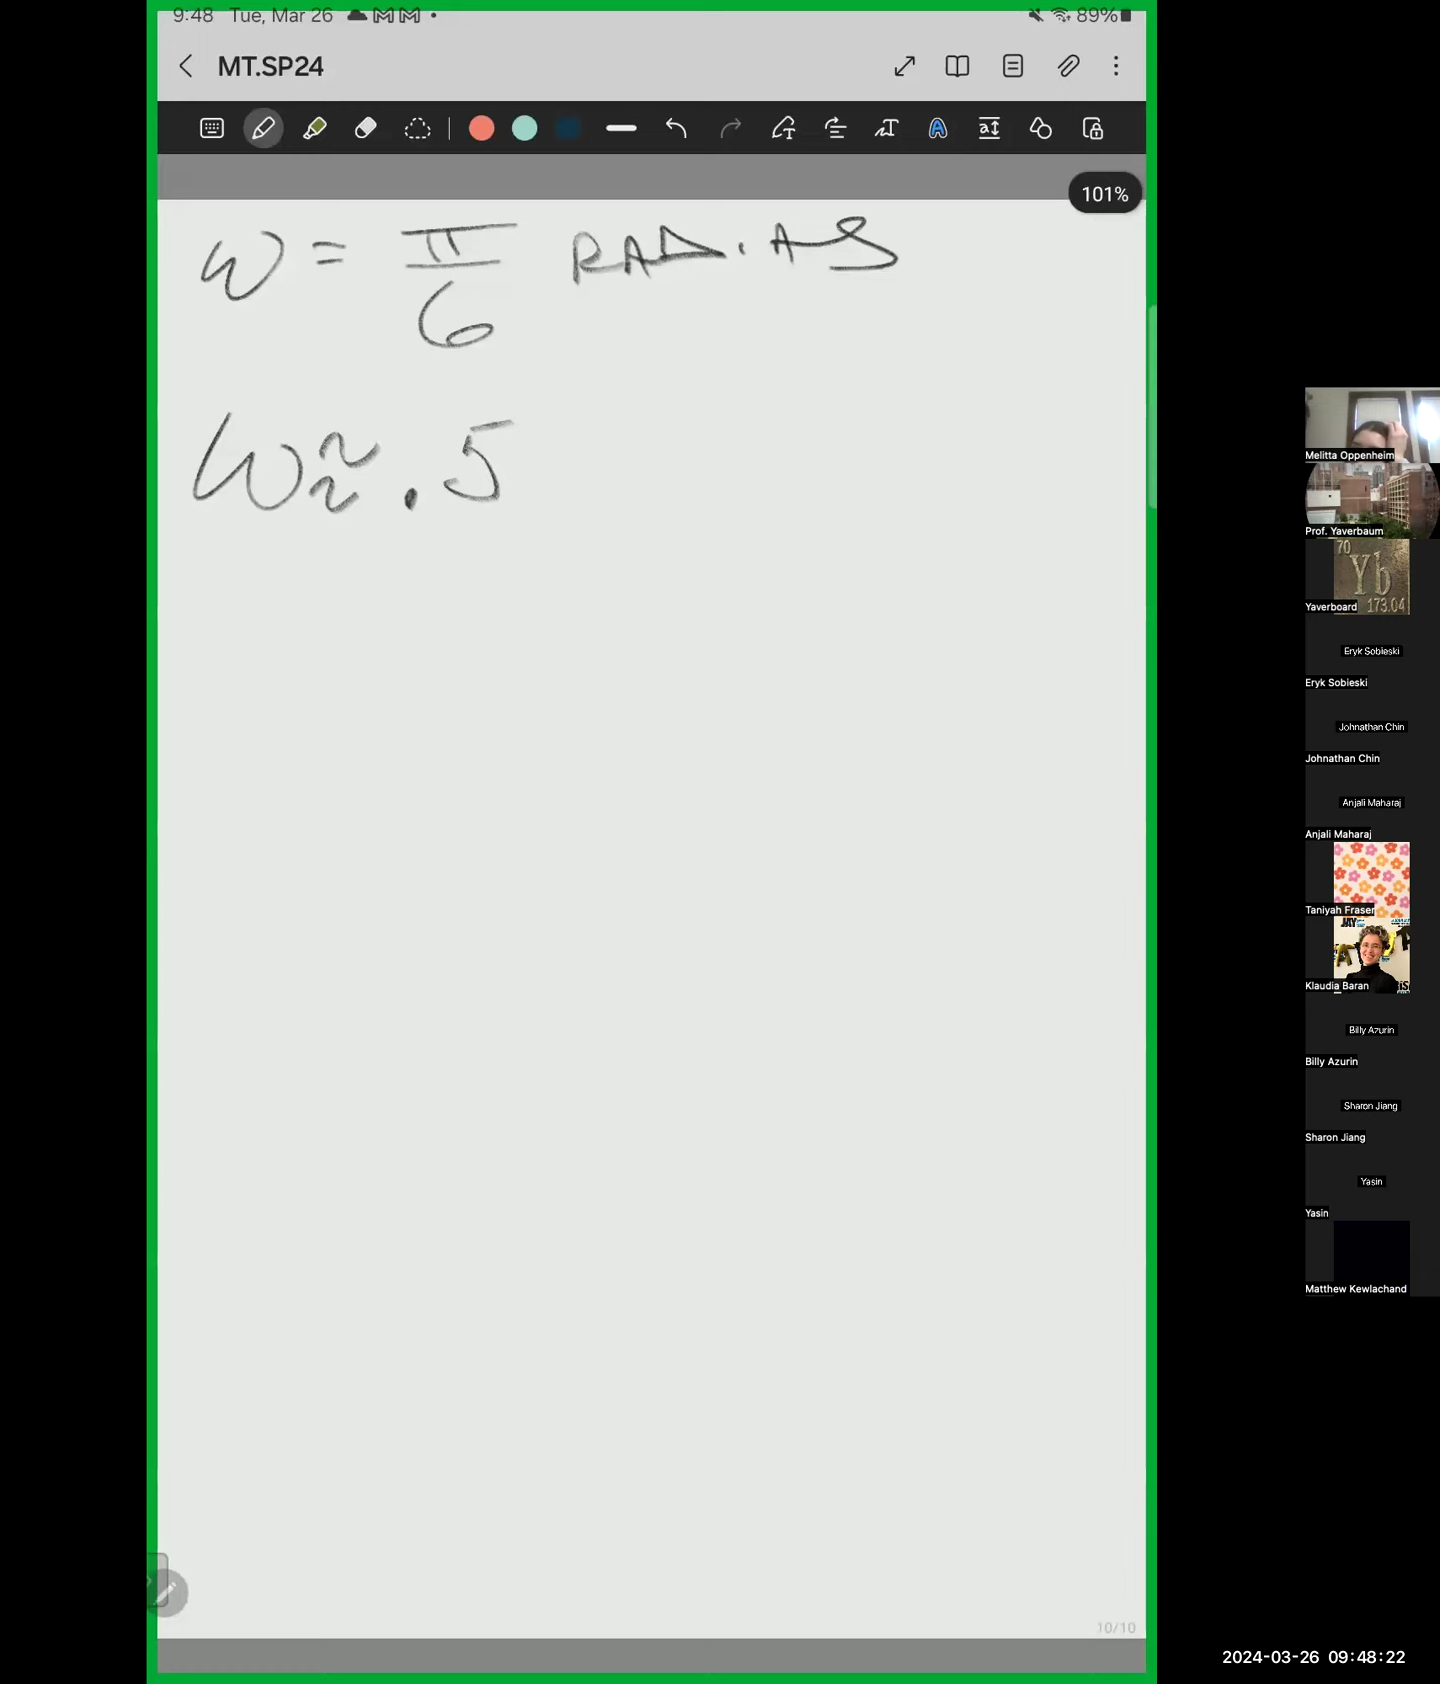 9:48 Tue, Mar 26 89%
MT.SP24
101%
ω = π/6 RADIANS
ω ≈ .5
10/10
Melitta Oppenheim
Prof. Yaverbaum
70
Yb
173.04
Yaverboard
Eryk Sobieski
Eryk Sobieski
Johnathan Chin
Johnathan Chin
Anjali Maharaj
Anjali Maharaj
Taniyah Fraser
JAY
Klaudia Baran
Billy Azurin
Billy Azurin
Sharon Jiang
Sharon Jiang
Yasin
Yasin
Matthew Kewlachand
2024-03-26 09:48:22